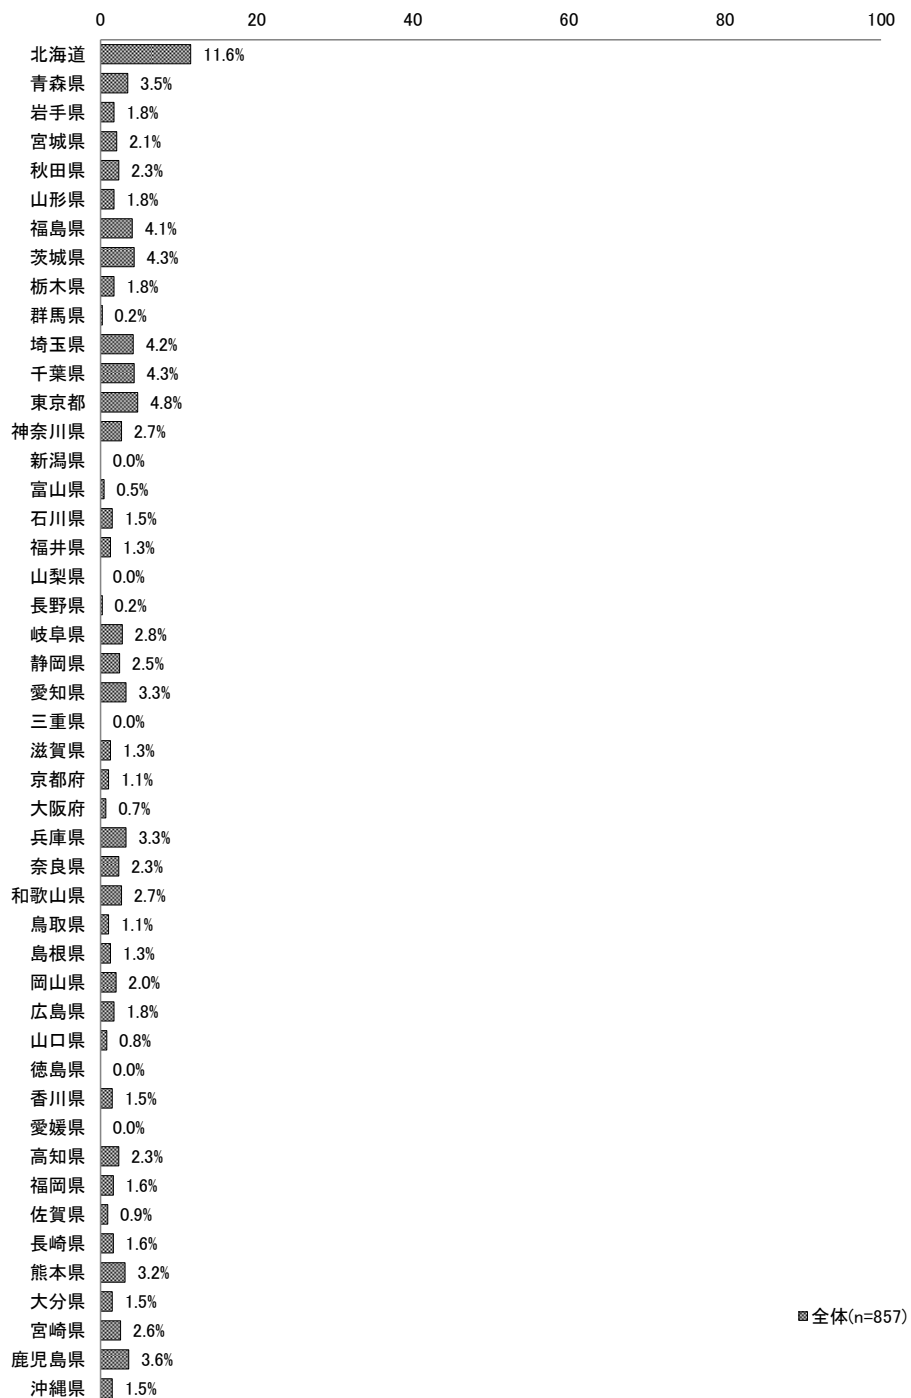 0 20 40 60 80 100
北海道 11.6%
青森県 3.5%
岩手県 1.8%
宮城県 2.1%
秋田県 2.3%
山形県 1.8%
福島県 4.1%
茨城県 4.3%
栃木県 1.8%
群馬県 0.2%
埼玉県 4.2%
千葉県 4.3%
東京都 4.8%
神奈川県 2.7%
新潟県 0.0%
富山県 0.5%
石川県 1.5%
福井県 1.3%
山梨県 0.0%
長野県 0.2%
岐阜県 2.8%
静岡県 2.5%
愛知県 3.3%
三重県 0.0%
滋賀県 1.3%
京都府 1.1%
大阪府 0.7%
兵庫県 3.3%
奈良県 2.3%
和歌山県 2.7%
鳥取県 1.1%
島根県 1.3%
岡山県 2.0%
広島県 1.8%
山口県 0.8%
徳島県 0.0%
香川県 1.5%
愛媛県 0.0%
高知県 2.3%
福岡県 1.6%
佐賀県 0.9%
長崎県 1.6%
熊本県 3.2%
大分県 1.5%
全体(n=857)
宮崎県 2.6%
鹿児島県 3.6%
沖縄県 1.5%